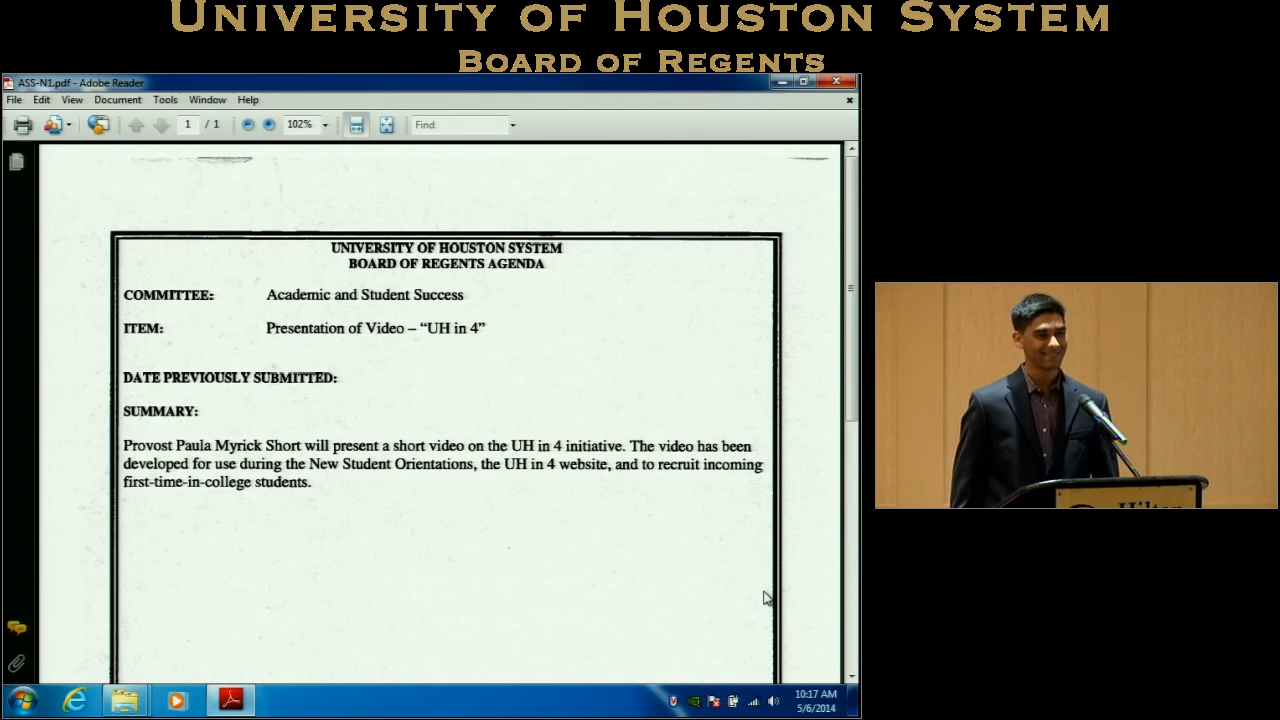 University of Houston System
Board of Regents
ASS-N1.pdf - Adobe Reader
File Edit View Document Tools Window Help
1 / 1 102% Find
UNIVERSITY OF HOUSTON SYSTEM
BOARD OF REGENTS AGENDA
COMMITTEE: Academic and Student Success
ITEM: Presentation of Video – “UH in 4”
DATE PREVIOUSLY SUBMITTED:
SUMMARY:
Provost Paula Myrick Short will present a short video on the UH in 4 initiative. The video has been
developed for use during the New Student Orientations, the UH in 4 website, and to recruit incoming
first-time-in-college students.
Hilton
10:17 AM
5/6/2014